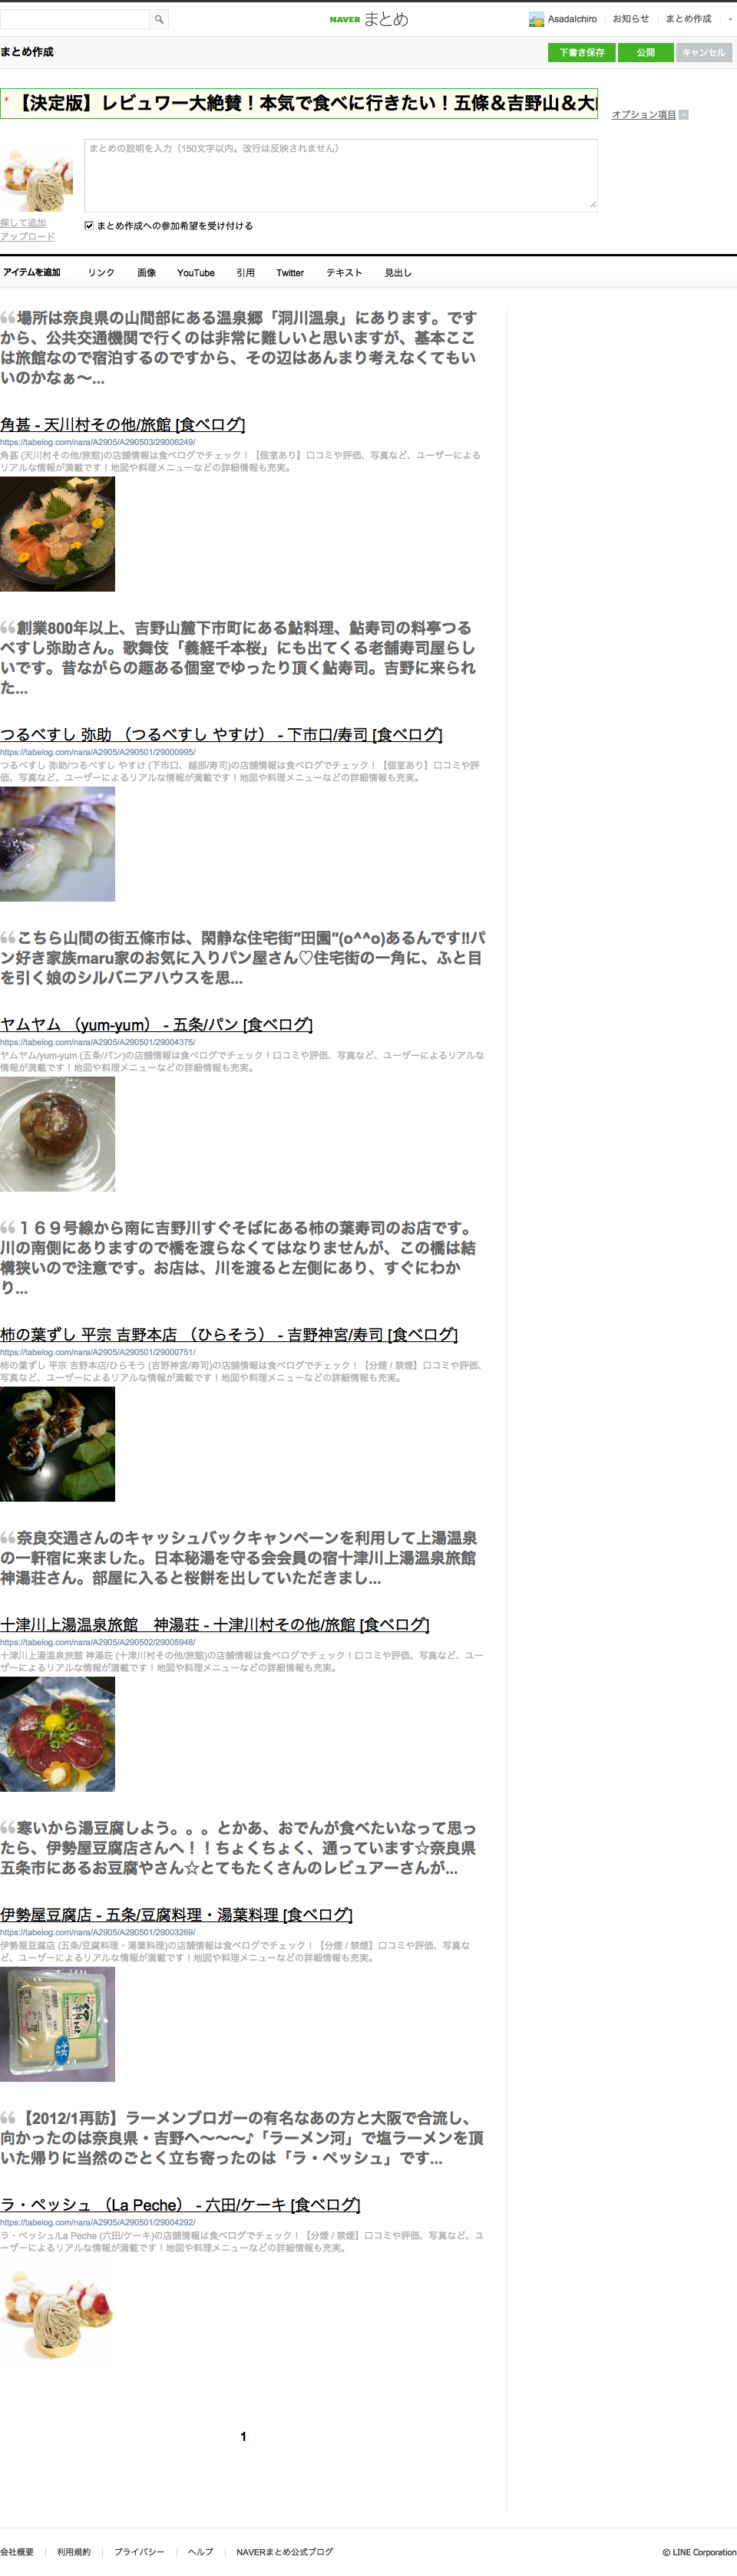 NAVER まとめ
AsadaIchiro お知らせ まとめ作成
まとめ作成
下書き保存 公開 キャンセル
* 【決定版】レビュワー大絶賛！本気で食べに行きたい！五條＆吉野山＆大
オプション項目
まとめの説明を入力（150文字以内。改行は反映されません）
探して追加
アップロード
まとめ作成への参加希望を受け付ける
アイテムを追加 リンク 画像 YouTube 引用 Twitter テキスト 見出し
場所は奈良県の山間部にある温泉郷「洞川温泉」にあります。です
から、公共交通機関で行くのは非常に難しいと思いますが、基本ここ
は旅館なので宿泊するのですから、その辺はあんまり考えなくてもい
いのかなぁ〜...
角甚 - 天川村その他/旅館 [食べログ]
https://tabelog.com/nara/A2905/A290503/29006249/
角甚 (天川村その他/旅館)の店舗情報は食べログでチェック！【個室あり】口コミや評価、写真など、ユーザーによる
リアルな情報が満載です！地図や料理メニューなどの詳細情報も充実。
創業800年以上、吉野山麓下市町にある鮎料理、鮎寿司の料亭つる
べすし弥助さん。歌舞伎「義経千本桜」にも出てくる老舗寿司屋らし
いです。昔ながらの趣ある個室でゆったり頂く鮎寿司。吉野に来られ
た...
つるべすし 弥助 （つるべすし やすけ） - 下市口/寿司 [食べログ]
https://tabelog.com/nara/A2905/A290501/29000995/
つるべすし 弥助/つるべすし やすけ (下市口、越部/寿司)の店舗情報は食べログでチェック！【個室あり】口コミや評
価、写真など、ユーザーによるリアルな情報が満載です！地図や料理メニューなどの詳細情報も充実。
こちら山間の街五條市は、閑静な住宅街”田園”(o^^o)あるんです!!パ
ン好き家族maru家のお気に入りパン屋さん♡住宅街の一角に、ふと目
を引く娘のシルバニアハウスを思...
ヤムヤム （yum-yum） - 五条/パン [食べログ]
https://tabelog.com/nara/A2905/A290501/29004375/
ヤムヤム/yum-yum (五条/パン)の店舗情報は食べログでチェック！口コミや評価、写真など、ユーザーによるリアルな
情報が満載です！地図や料理メニューなどの詳細情報も充実。
１６９号線から南に吉野川すぐそばにある柿の葉寿司のお店です。
川の南側にありますので橋を渡らなくてはなりませんが、この橋は結
構狭いので注意です。お店は、川を渡ると左側にあり、すぐにわか
り...
柿の葉ずし 平宗 吉野本店 （ひらそう） - 吉野神宮/寿司 [食べログ]
https://tabelog.com/nara/A2905/A290501/29000751/
柿の葉ずし 平宗 吉野本店/ひらそう (吉野神宮/寿司)の店舗情報は食べログでチェック！【分煙 / 禁煙】口コミや評価、
写真など、ユーザーによるリアルな情報が満載です！地図や料理メニューなどの詳細情報も充実。
奈良交通さんのキャッシュバックキャンペーンを利用して上湯温泉
の一軒宿に来ました。日本秘湯を守る会会員の宿十津川上湯温泉旅館
神湯荘さん。部屋に入ると桜餅を出していただきまし...
十津川上湯温泉旅館　神湯荘 - 十津川村その他/旅館 [食べログ]
https://tabelog.com/nara/A2905/A290502/29005948/
十津川上湯温泉旅館 神湯荘 (十津川村その他/旅館)の店舗情報は食べログでチェック！口コミや評価、写真など、ユー
ザーによるリアルな情報が満載です！地図や料理メニューなどの詳細情報も充実。
寒いから湯豆腐しよう。。。とかあ、おでんが食べたいなって思っ
たら、伊勢屋豆腐店さんへ！！ちょくちょく、通っています☆奈良県
五条市にあるお豆腐やさん☆とてもたくさんのレビュアーさんが...
伊勢屋豆腐店 - 五条/豆腐料理・湯葉料理 [食べログ]
https://tabelog.com/nara/A2905/A290501/29003269/
伊勢屋豆腐店 (五条/豆腐料理・湯葉料理)の店舗情報は食べログでチェック！【分煙 / 禁煙】口コミや評価、写真な
ど、ユーザーによるリアルな情報が満載です！地図や料理メニューなどの詳細情報も充実。
【2012/1再訪】ラーメンブロガーの有名なあの方と大阪で合流し、
向かったのは奈良県・吉野へ〜〜〜♪「ラーメン河」で塩ラーメンを頂
いた帰りに当然のごとく立ち寄ったのは「ラ・ペッシュ」です...
ラ・ペッシュ （La Peche） - 六田/ケーキ [食べログ]
https://tabelog.com/nara/A2905/A290501/29004292/
ラ・ペッシュ/La Peche (六田/ケーキ)の店舗情報は食べログでチェック！【分煙 / 禁煙】口コミや評価、写真など、ユ
ーザーによるリアルな情報が満載です！地図や料理メニューなどの詳細情報も充実。
1
会社概要 利用規約 プライバシー ヘルプ NAVERまとめ公式ブログ
© LINE Corporation